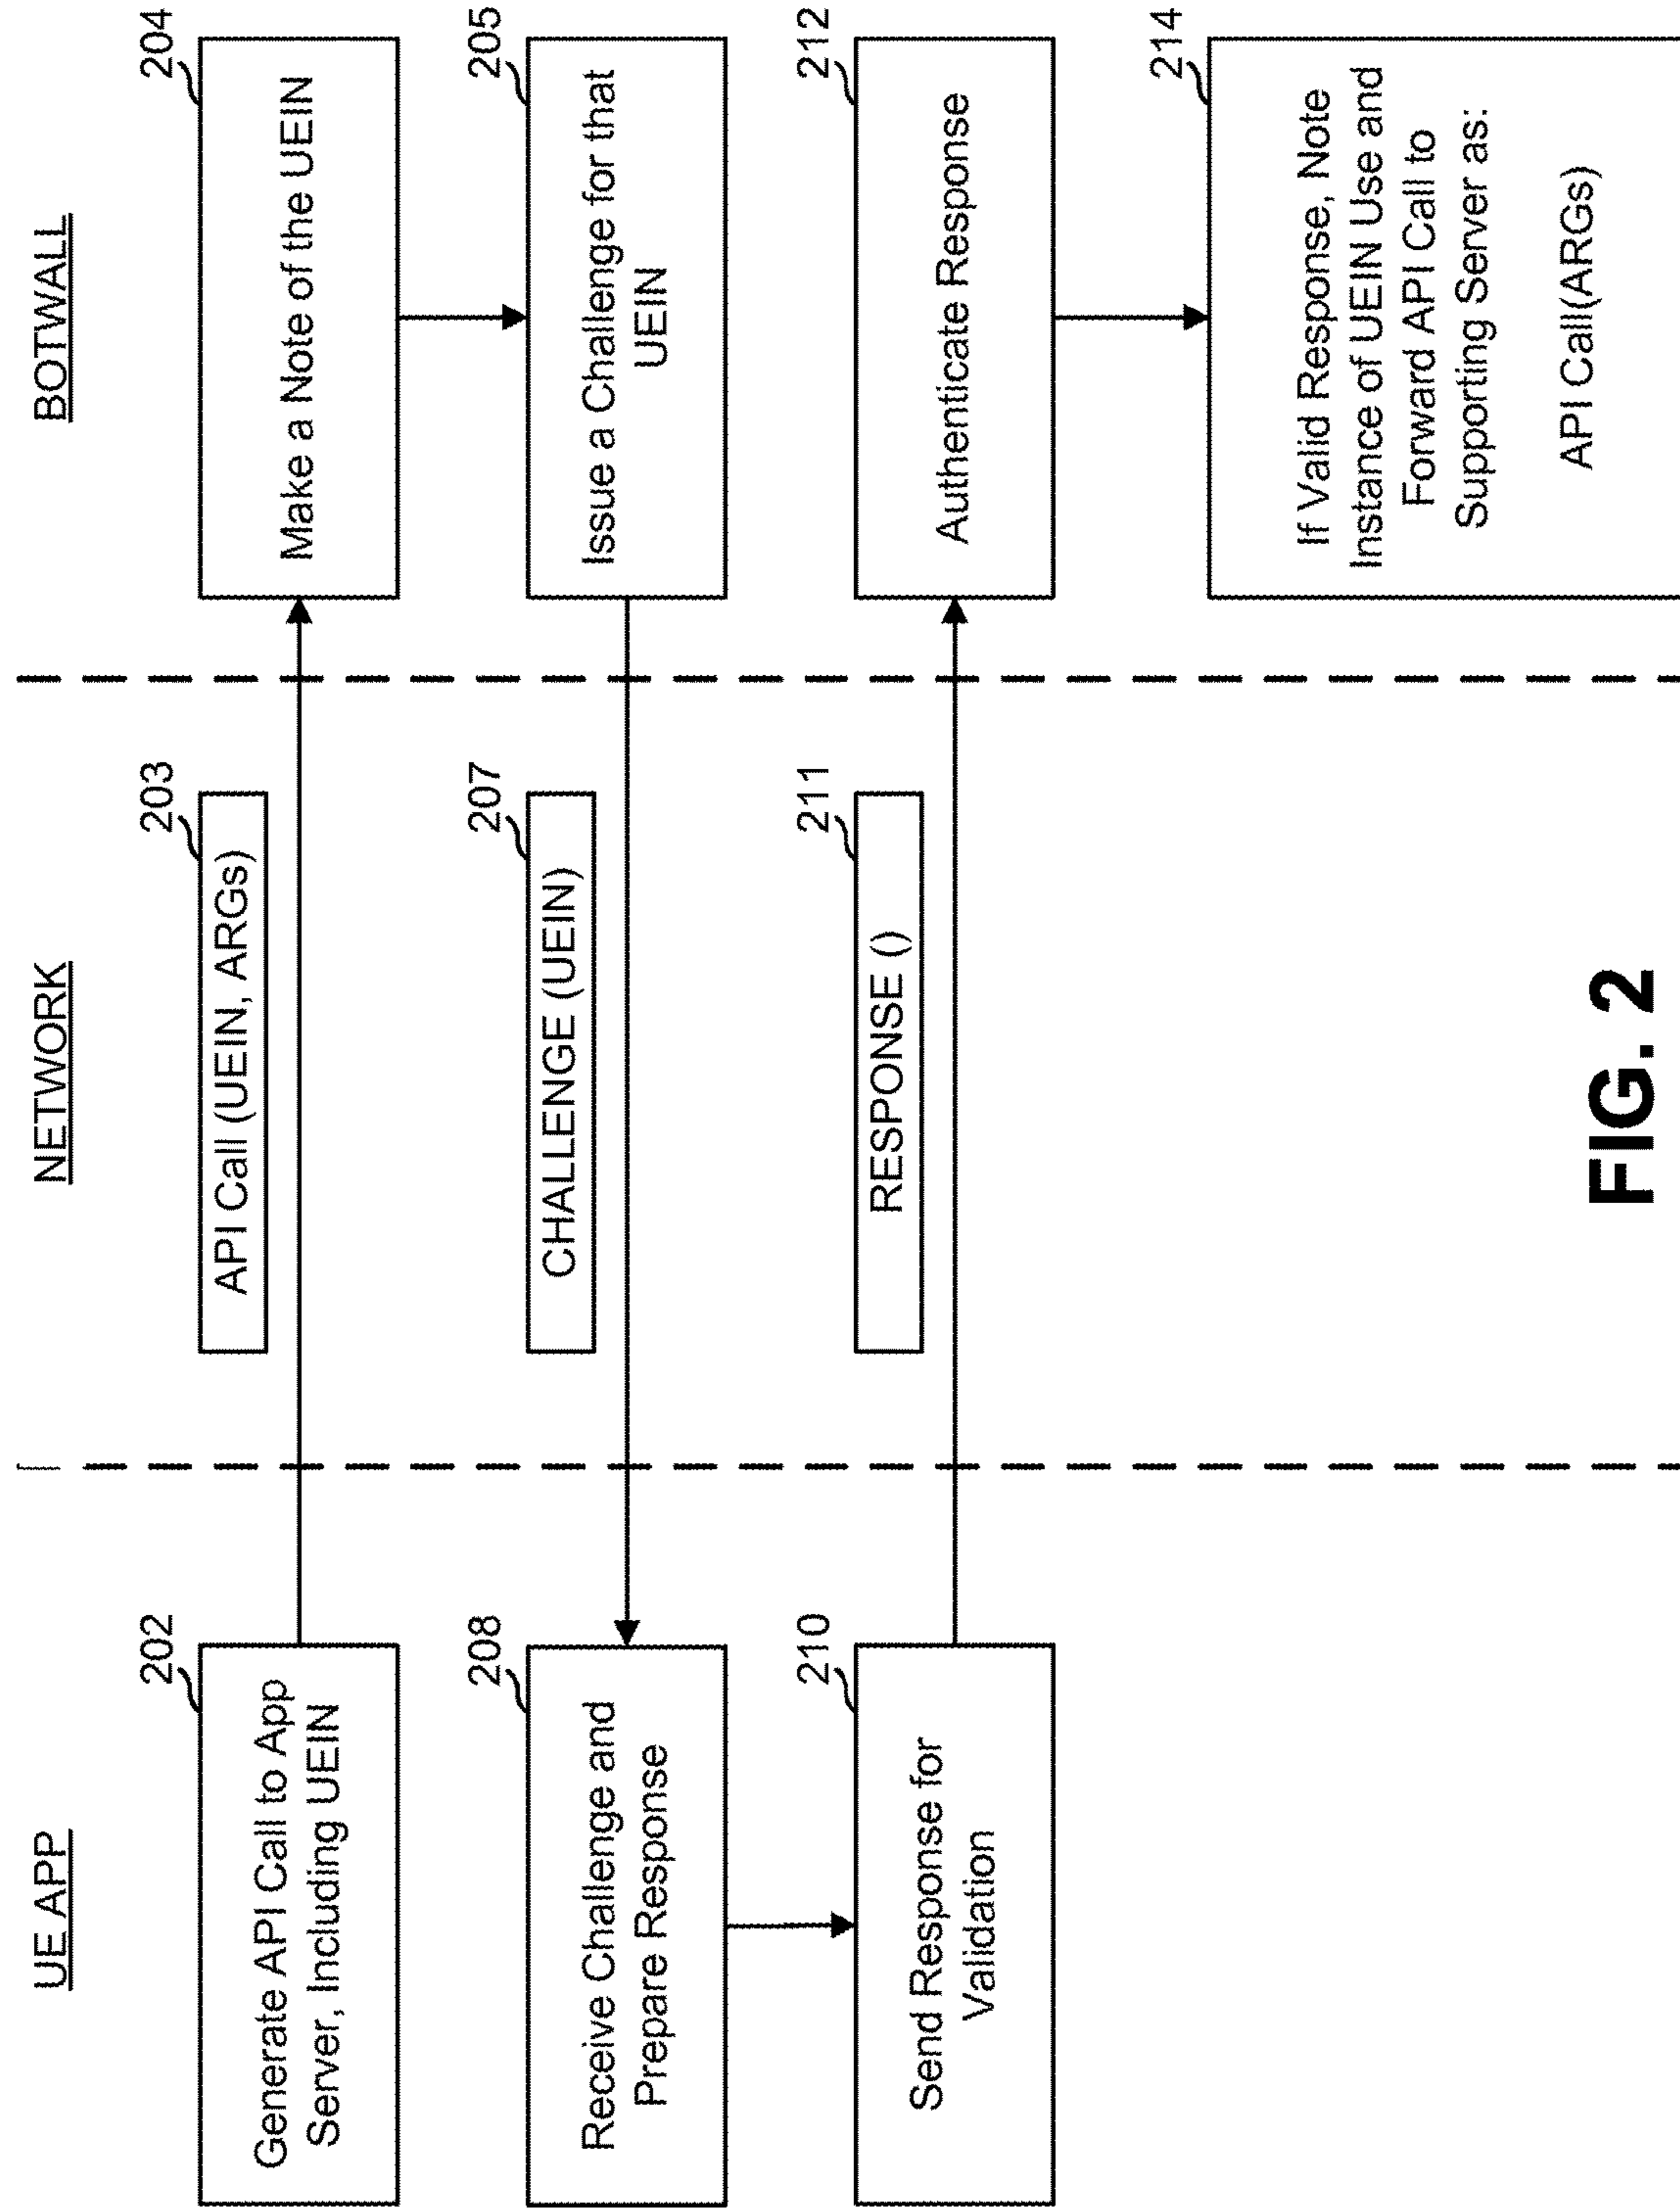 UE APP
NETWORK
BOTWALL
202
Generate API Call to App
Server, Including UEIN
203
API Call (UEIN, ARGs)
204
Make a Note of the UEIN
205
Issue a Challenge for that
UEIN
207
CHALLENGE (UEIN)
208
Receive Challenge and
Prepare Response
210
Send Response for
Validation
211
RESPONSE ()
212
Authenticate Response
214
If Valid Response, Note
Instance of UEIN Use and
Forward API Call to
Supporting Server as:
API Call(ARGs)
FIG. 2